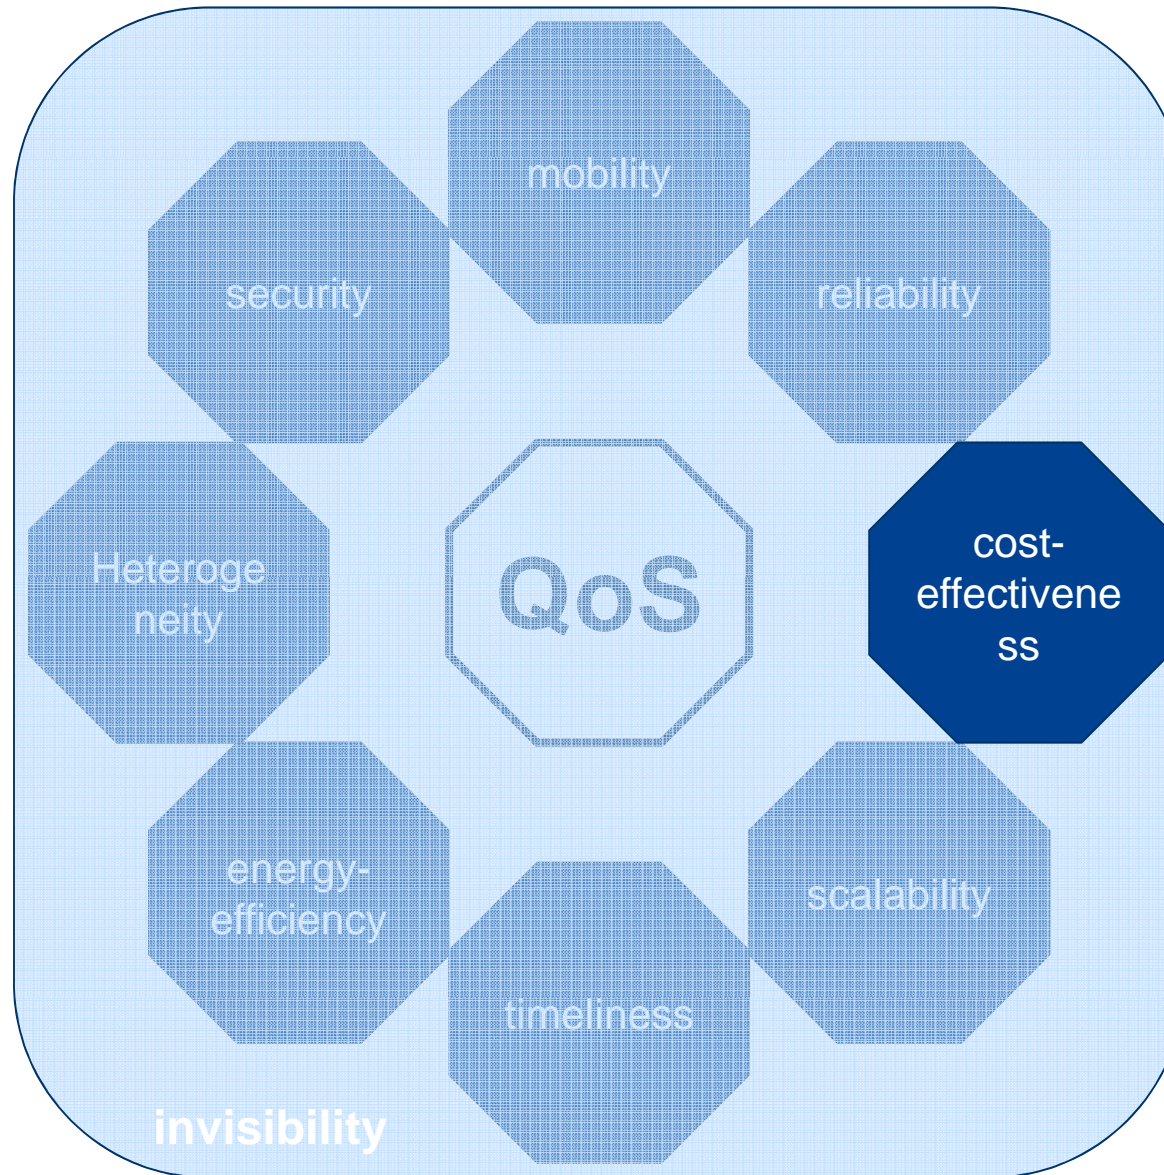 mobility
security
reliability
Heteroge
neity
QoS
cost-
effectivene
ss
energy-
efficiency
scalability
timeliness
invisibility